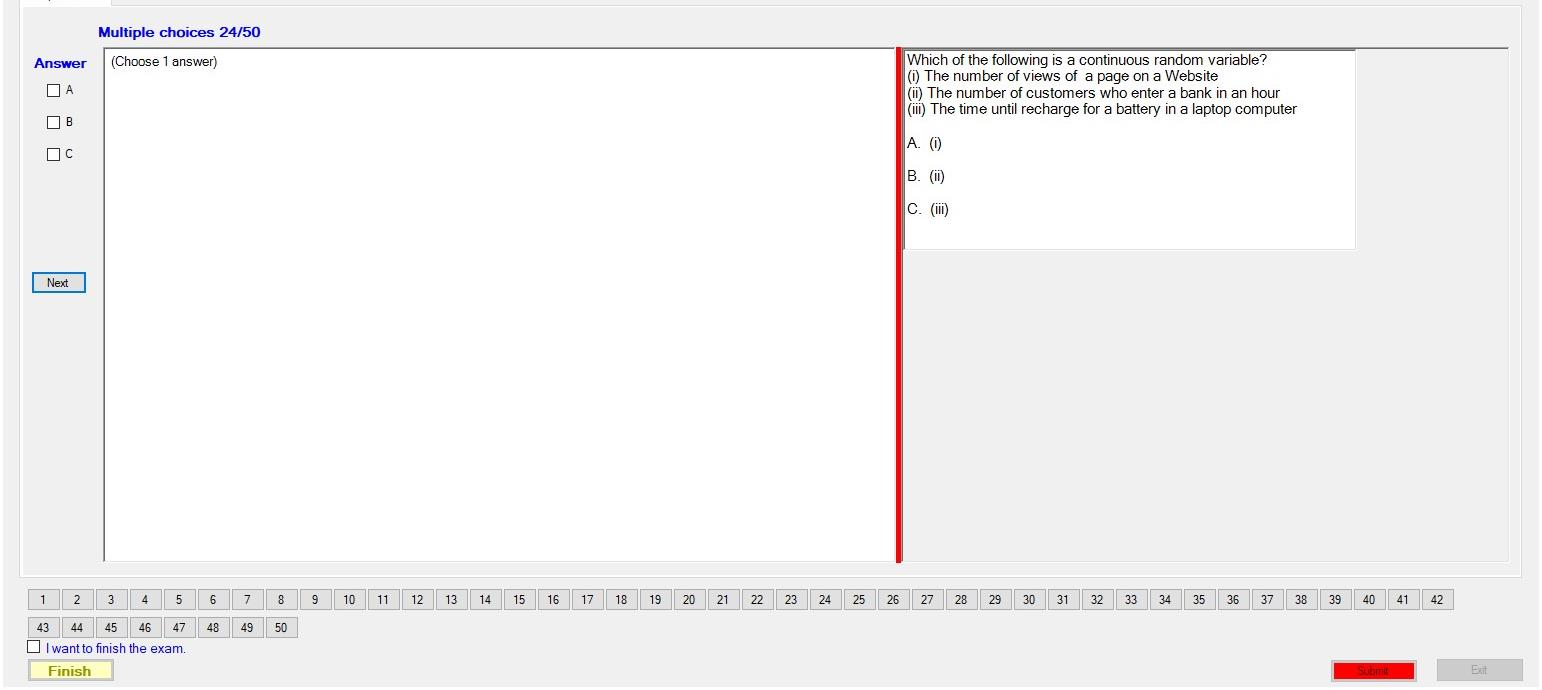 Multiple choices 24/50
Answer
A
B
C
Next
(Choose 1 answer)
Which of the following is a continuous random variable?
(i) The number of views of a page on a Website
(ii) The number of customers who enter a bank in an hour
(iii) The time until recharge for a battery in a laptop computer
A. (i)
B. (ii)
C. (iii)
1 2 3 4 5 6 7 8 9 10 11 12 13 14 15 16 17 18 19 20 21 22 23 24 25 26 27 28 29 30 31 32 33 34 35 36 37 38 39 40 41 42
43 44 45 46 47 48 49 50
I want to finish the exam.
Finish
Submit
Exit